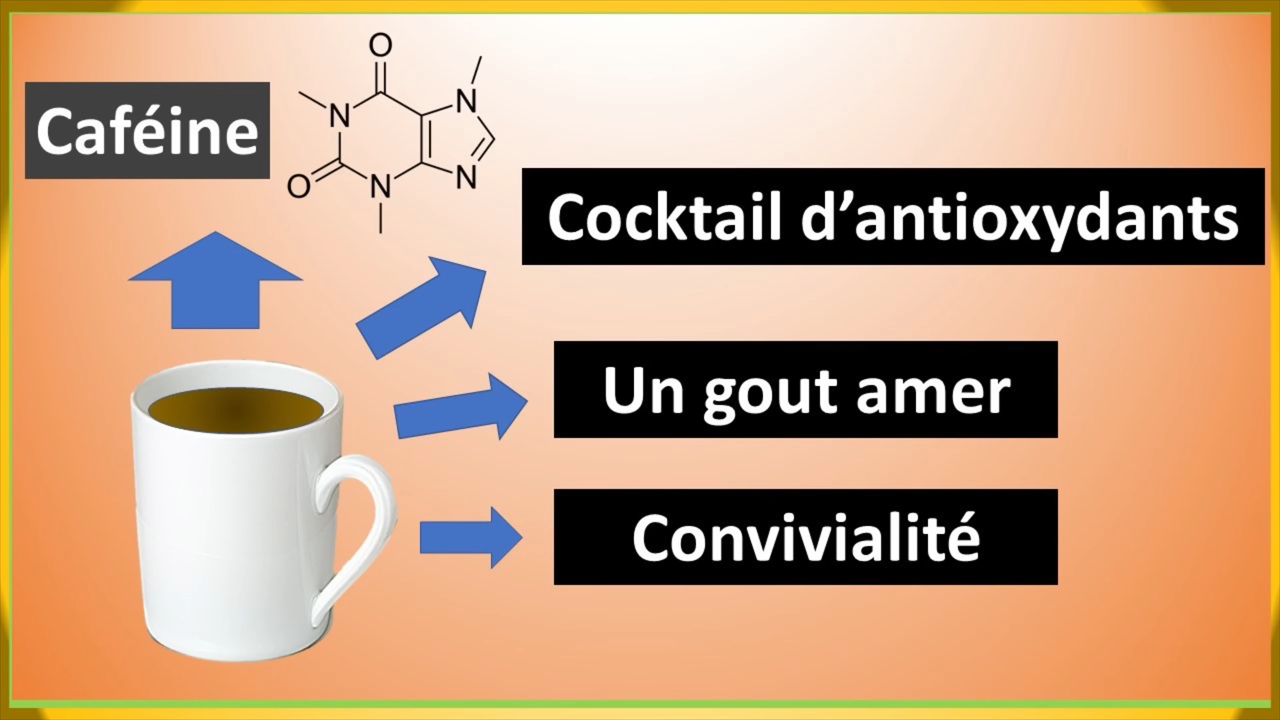 Caféine
O
N
N
O
N
N
Cocktail d’antioxydants
Un gout amer
Convivialité